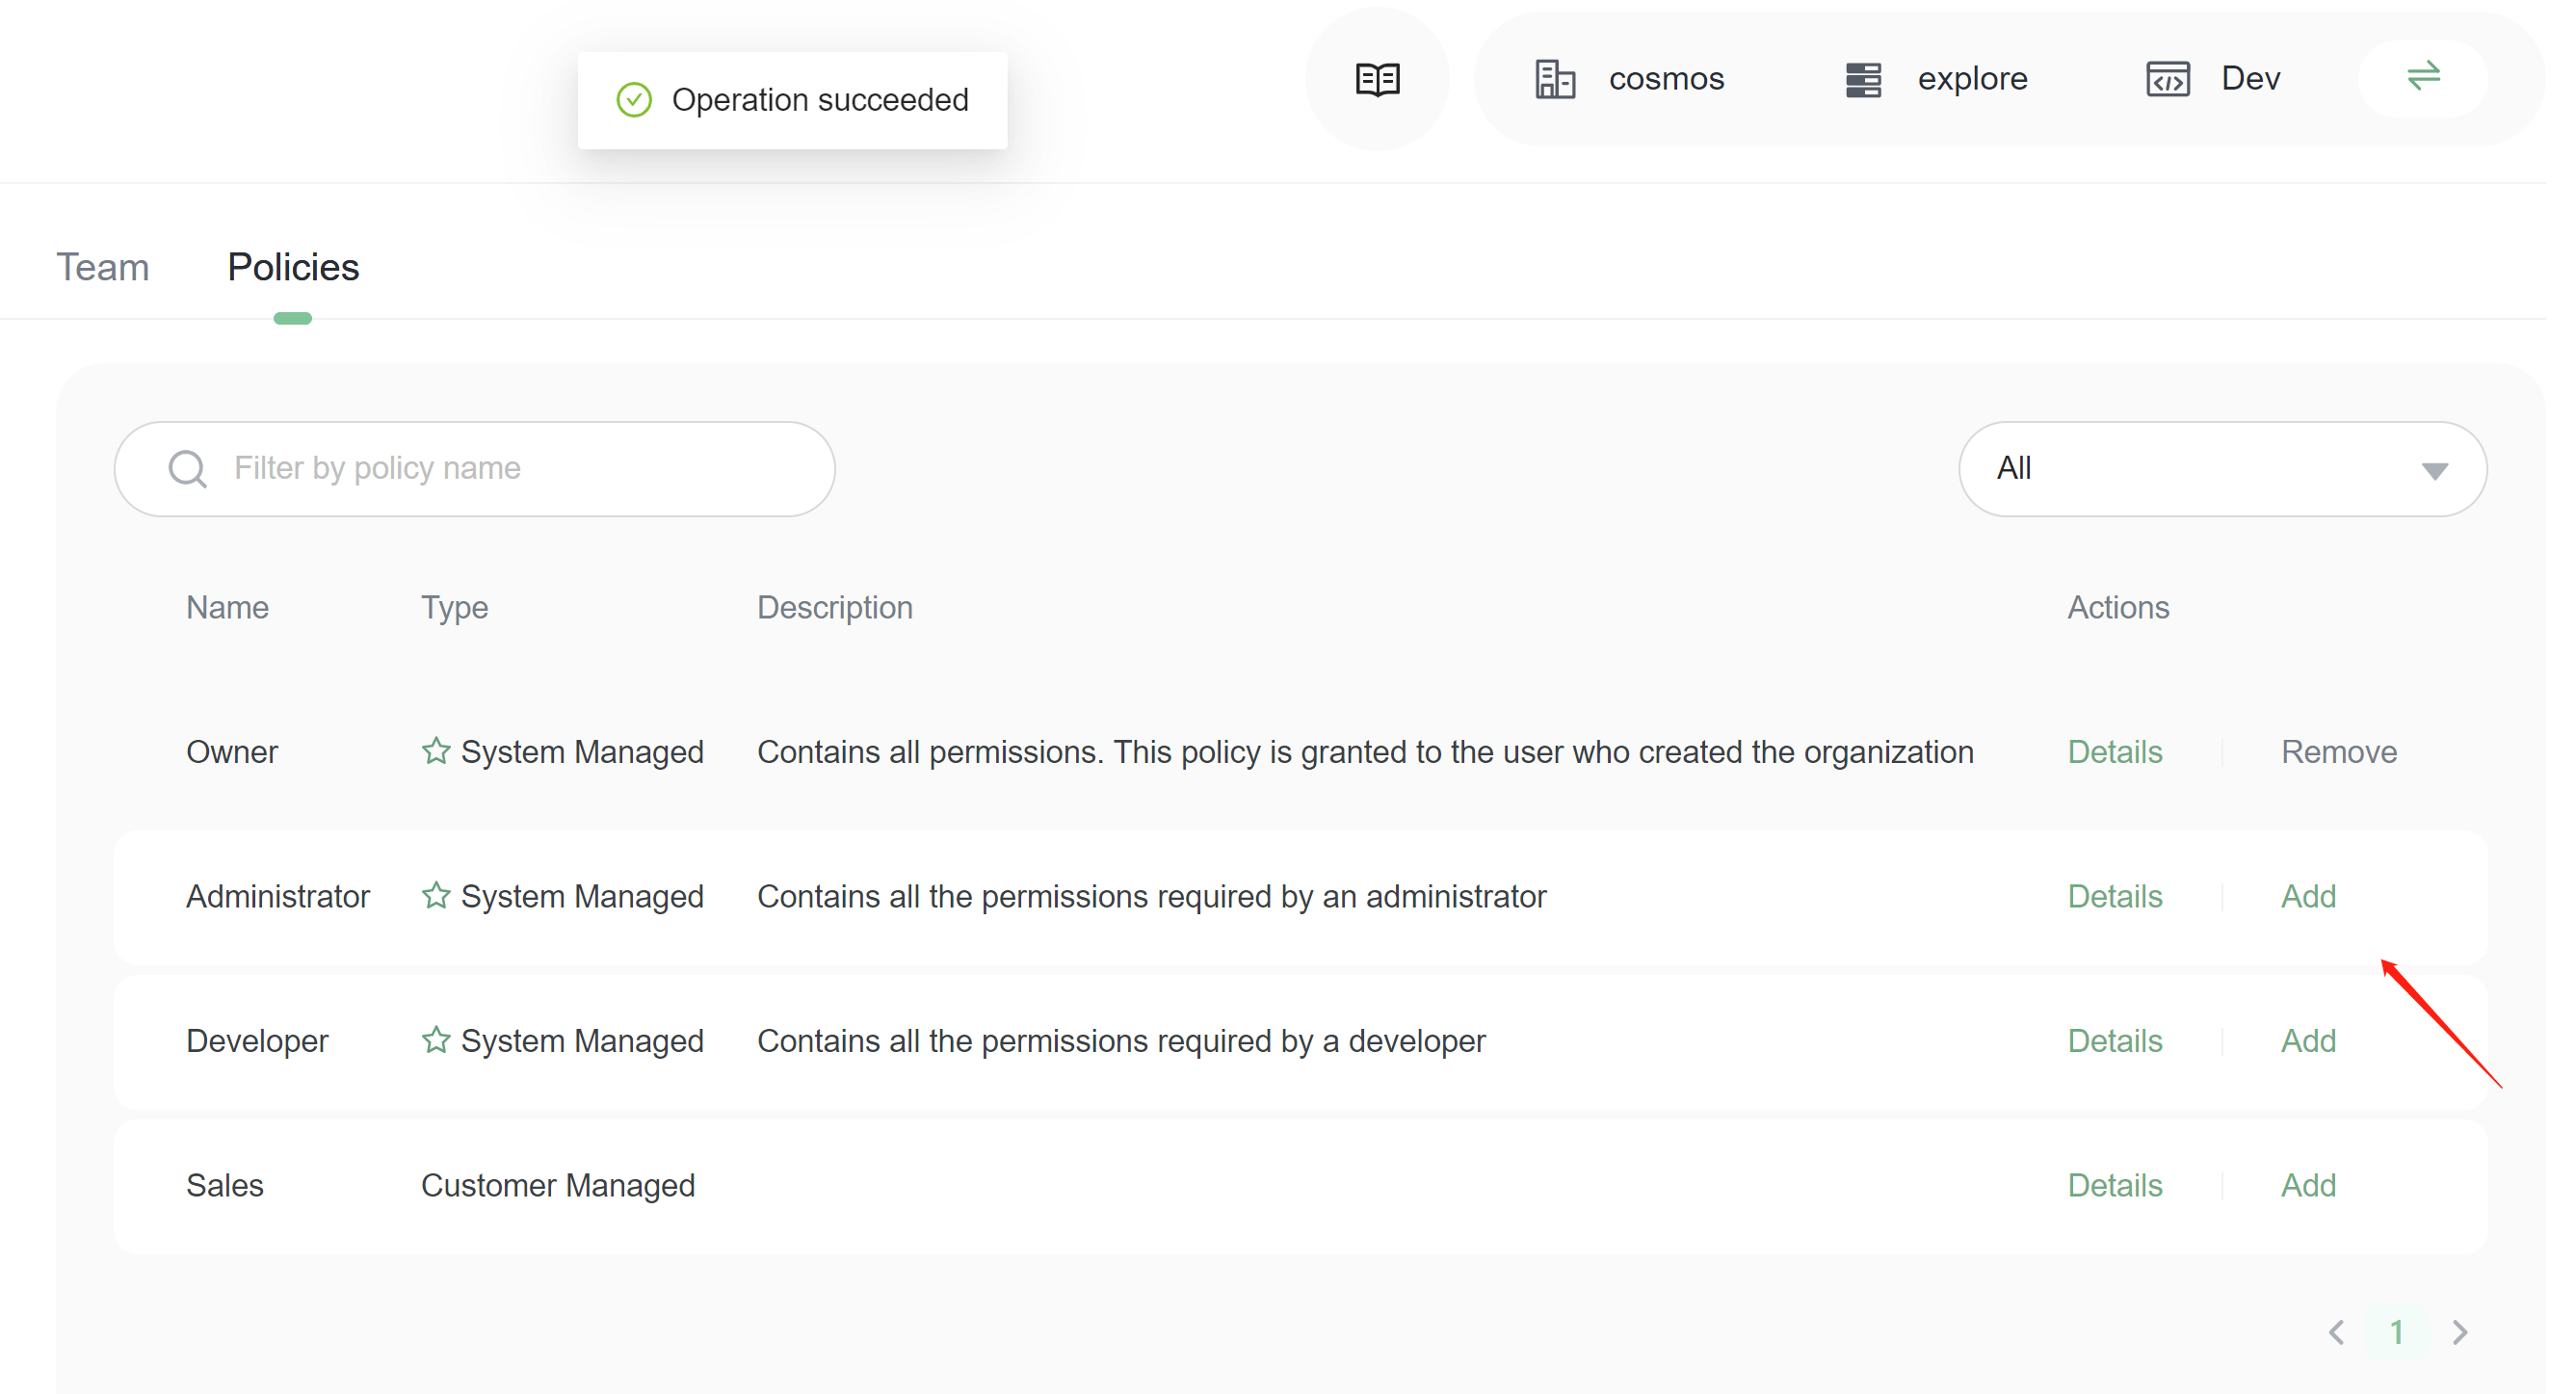 Operation succeeded
cosmos
explore
Dev
Team
Policies
Filter by policy name
All
Name Type Description Actions
Owner System Managed Contains all permissions. This policy is granted to the user who created the organization Details Remove
Administrator System Managed Contains all the permissions required by an administrator Details Add
Developer System Managed Contains all the permissions required by a developer Details Add
Sales Customer Managed Details Add
1